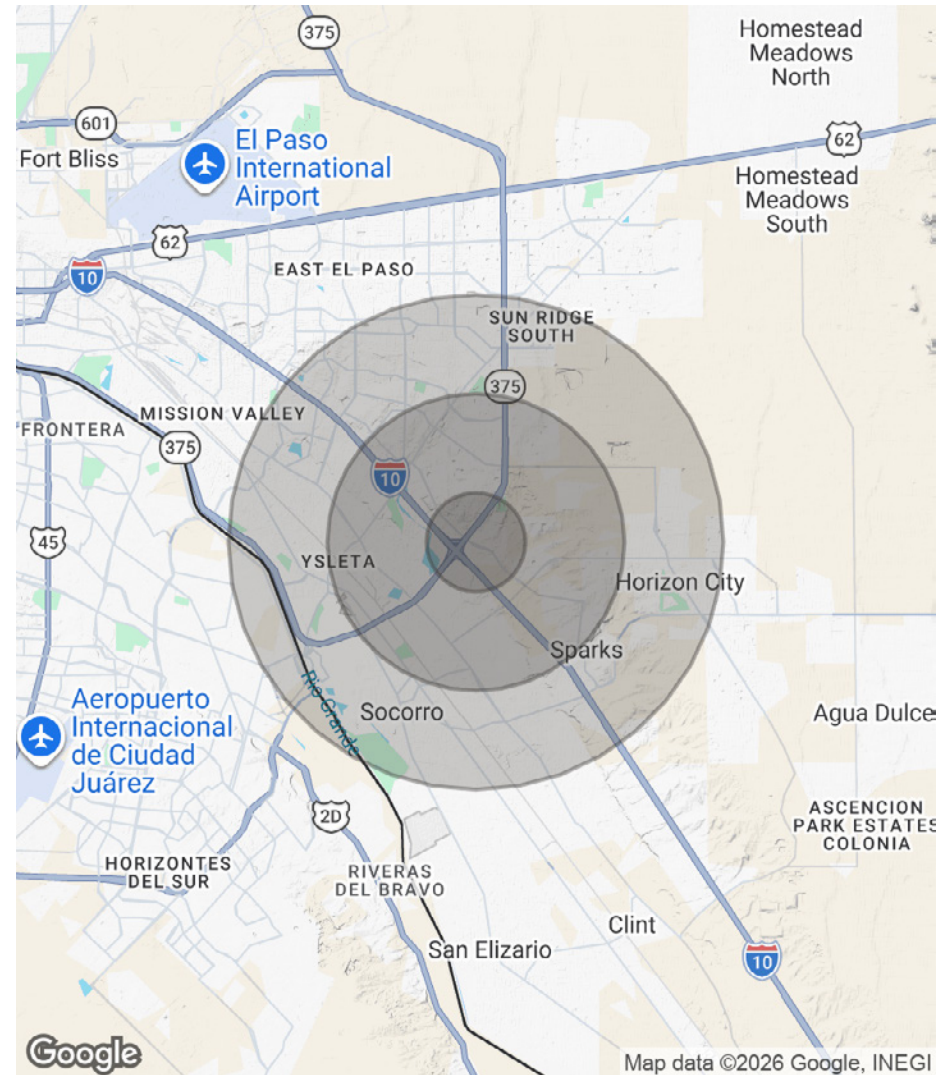 375
Homestead
Meadows
North
601
Fort Bliss
El Paso
International
Airport
62
Homestead
Meadows
South
62
10
EAST EL PASO
SUN RIDGE
SOUTH
375
MISSION VALLEY
FRONTERA
375
10
45
YSLETA
Horizon City
Sparks
Rio Grande
Socorro
Agua Dulce
Aeropuerto
Internacional
de Ciudad
Juárez
2D
ASCENCION
PARK ESTATES
COLONIA
HORIZONTES
DEL SUR
RIVERAS
DEL BRAVO
Clint
San Elizario
10
Google
Map data ©2026 Google, INEGI